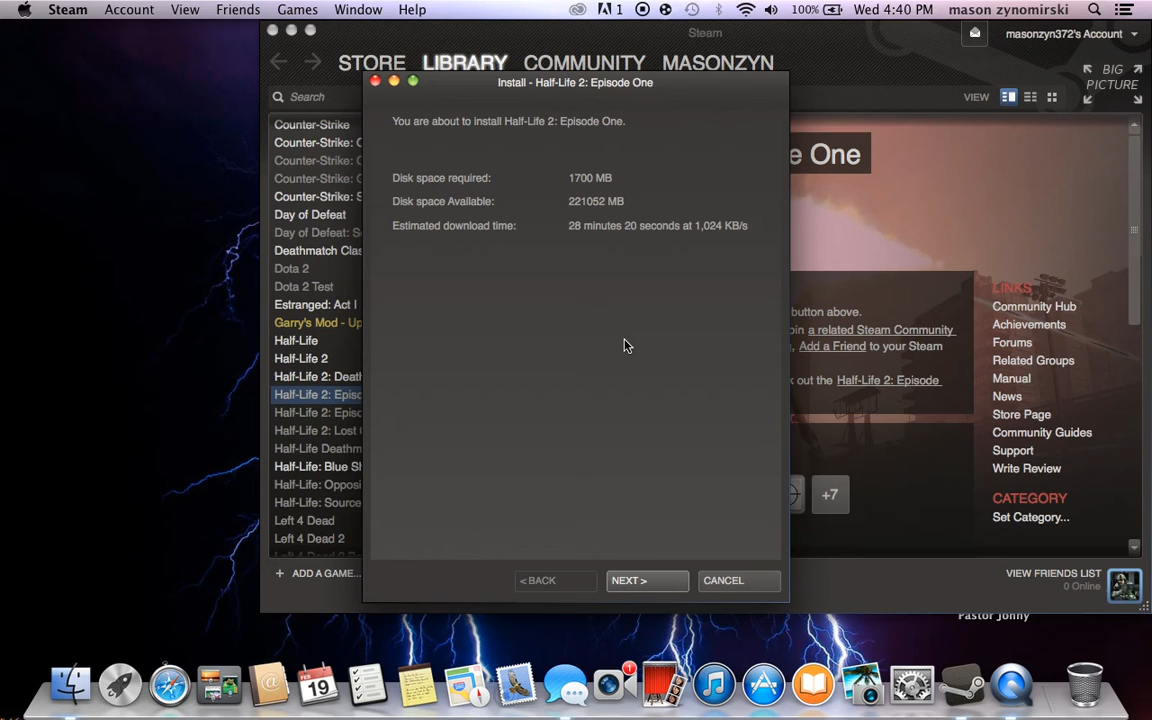 Steam Account View Friends Games Window Help
1 100% Wed 4:40 PM mason zynomirski
Steam
masonzyn372's Account
STORE LIBRARY COMMUNITY MASONZYN
BIG
PICTURE
Search
VIEW
Install - Half-Life 2: Episode One
You are about to install Half-Life 2: Episode One.
Disk space required: 1700 MB
Disk space Available: 221052 MB
Estimated download time: 28 minutes 20 seconds at 1,024 KB/s
< BACK NEXT > CANCEL
Counter-Strike
Counter-Strike: C
Counter-Strike: C
Counter-Strike: C
Counter-Strike: S
Day of Defeat
Day of Defeat: S
Deathmatch Clas
Dota 2
Dota 2 Test
Estranged: Act I
Garry's Mod - Up
Half-Life
Half-Life 2
Half-Life 2: Death
Half-Life 2: Episo
Half-Life 2: Episo
Half-Life 2: Lost
Half-Life Deathm
Half-Life: Blue Sh
Half-Life: Opposi
Half-Life: Source
Left 4 Dead
Left 4 Dead 2
+ ADD A GAME...
e One
button above.
oin a related Steam Community
, Add a Friend to your Steam
k out the Half-Life 2: Episode
+7
LINKS
Community Hub
Achievements
Forums
Related Groups
Manual
News
Store Page
Community Guides
Support
Write Review
CATEGORY
Set Category...
VIEW FRIENDS LIST
0 Online
Pastor Jonny
FEB
19
1